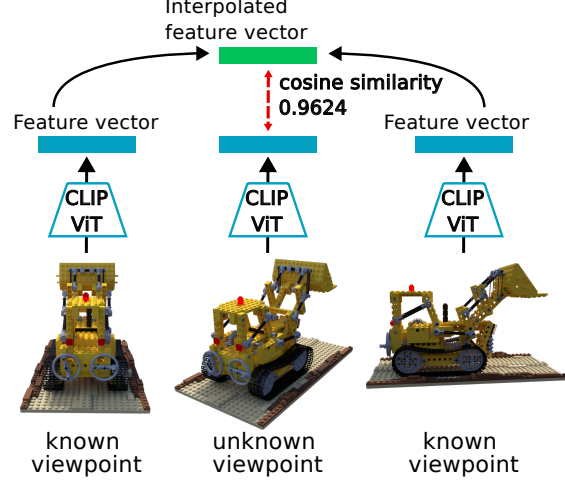 Interpolated
feature vector
cosine similarity
0.9624
Feature vector
Feature vector
CLIP
ViT
CLIP
ViT
CLIP
ViT
known
viewpoint
unknown
viewpoint
known
viewpoint